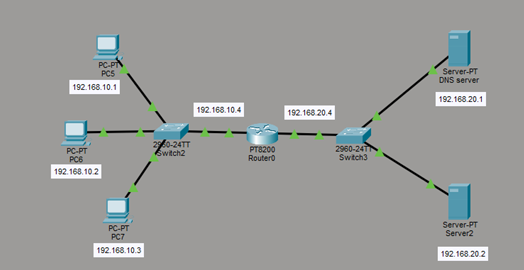 PC-PT
PC5
192.168.10.1
PC-PT
PC6
192.168.10.2
PC-PT
PC7
192.168.10.3
2960-24TT
Switch2
192.168.10.4
PT8200
Router0
192.168.20.4
2960-24TT
Switch3
Server-PT
DNS server
192.168.20.1
Server-PT
Server2
192.168.20.2